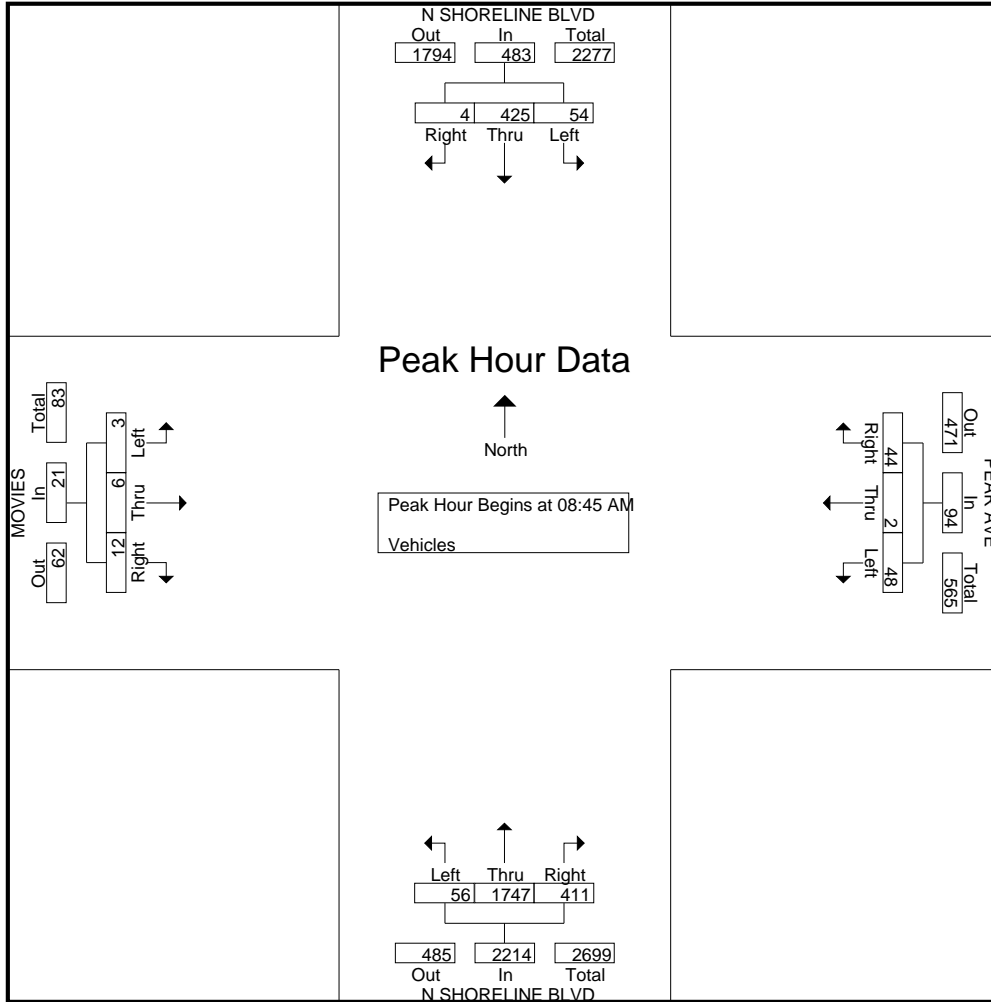 N SHORELINE BLVD
Out In Total
1794 483 2277
4 425 54
Right Thru Left
Peak Hour Data
North
Peak Hour Begins at 08:45 AM
Vehicles
MOVIES
Total In Out
83 21 62
3 6 12
Left Thru Right
Right Thru Left
44 2 48
Out In Total
471 94 565
AVE
Left Thru Right
56 1747 411
485 2214 2699
Out In Total
N SHORELINE BLVD